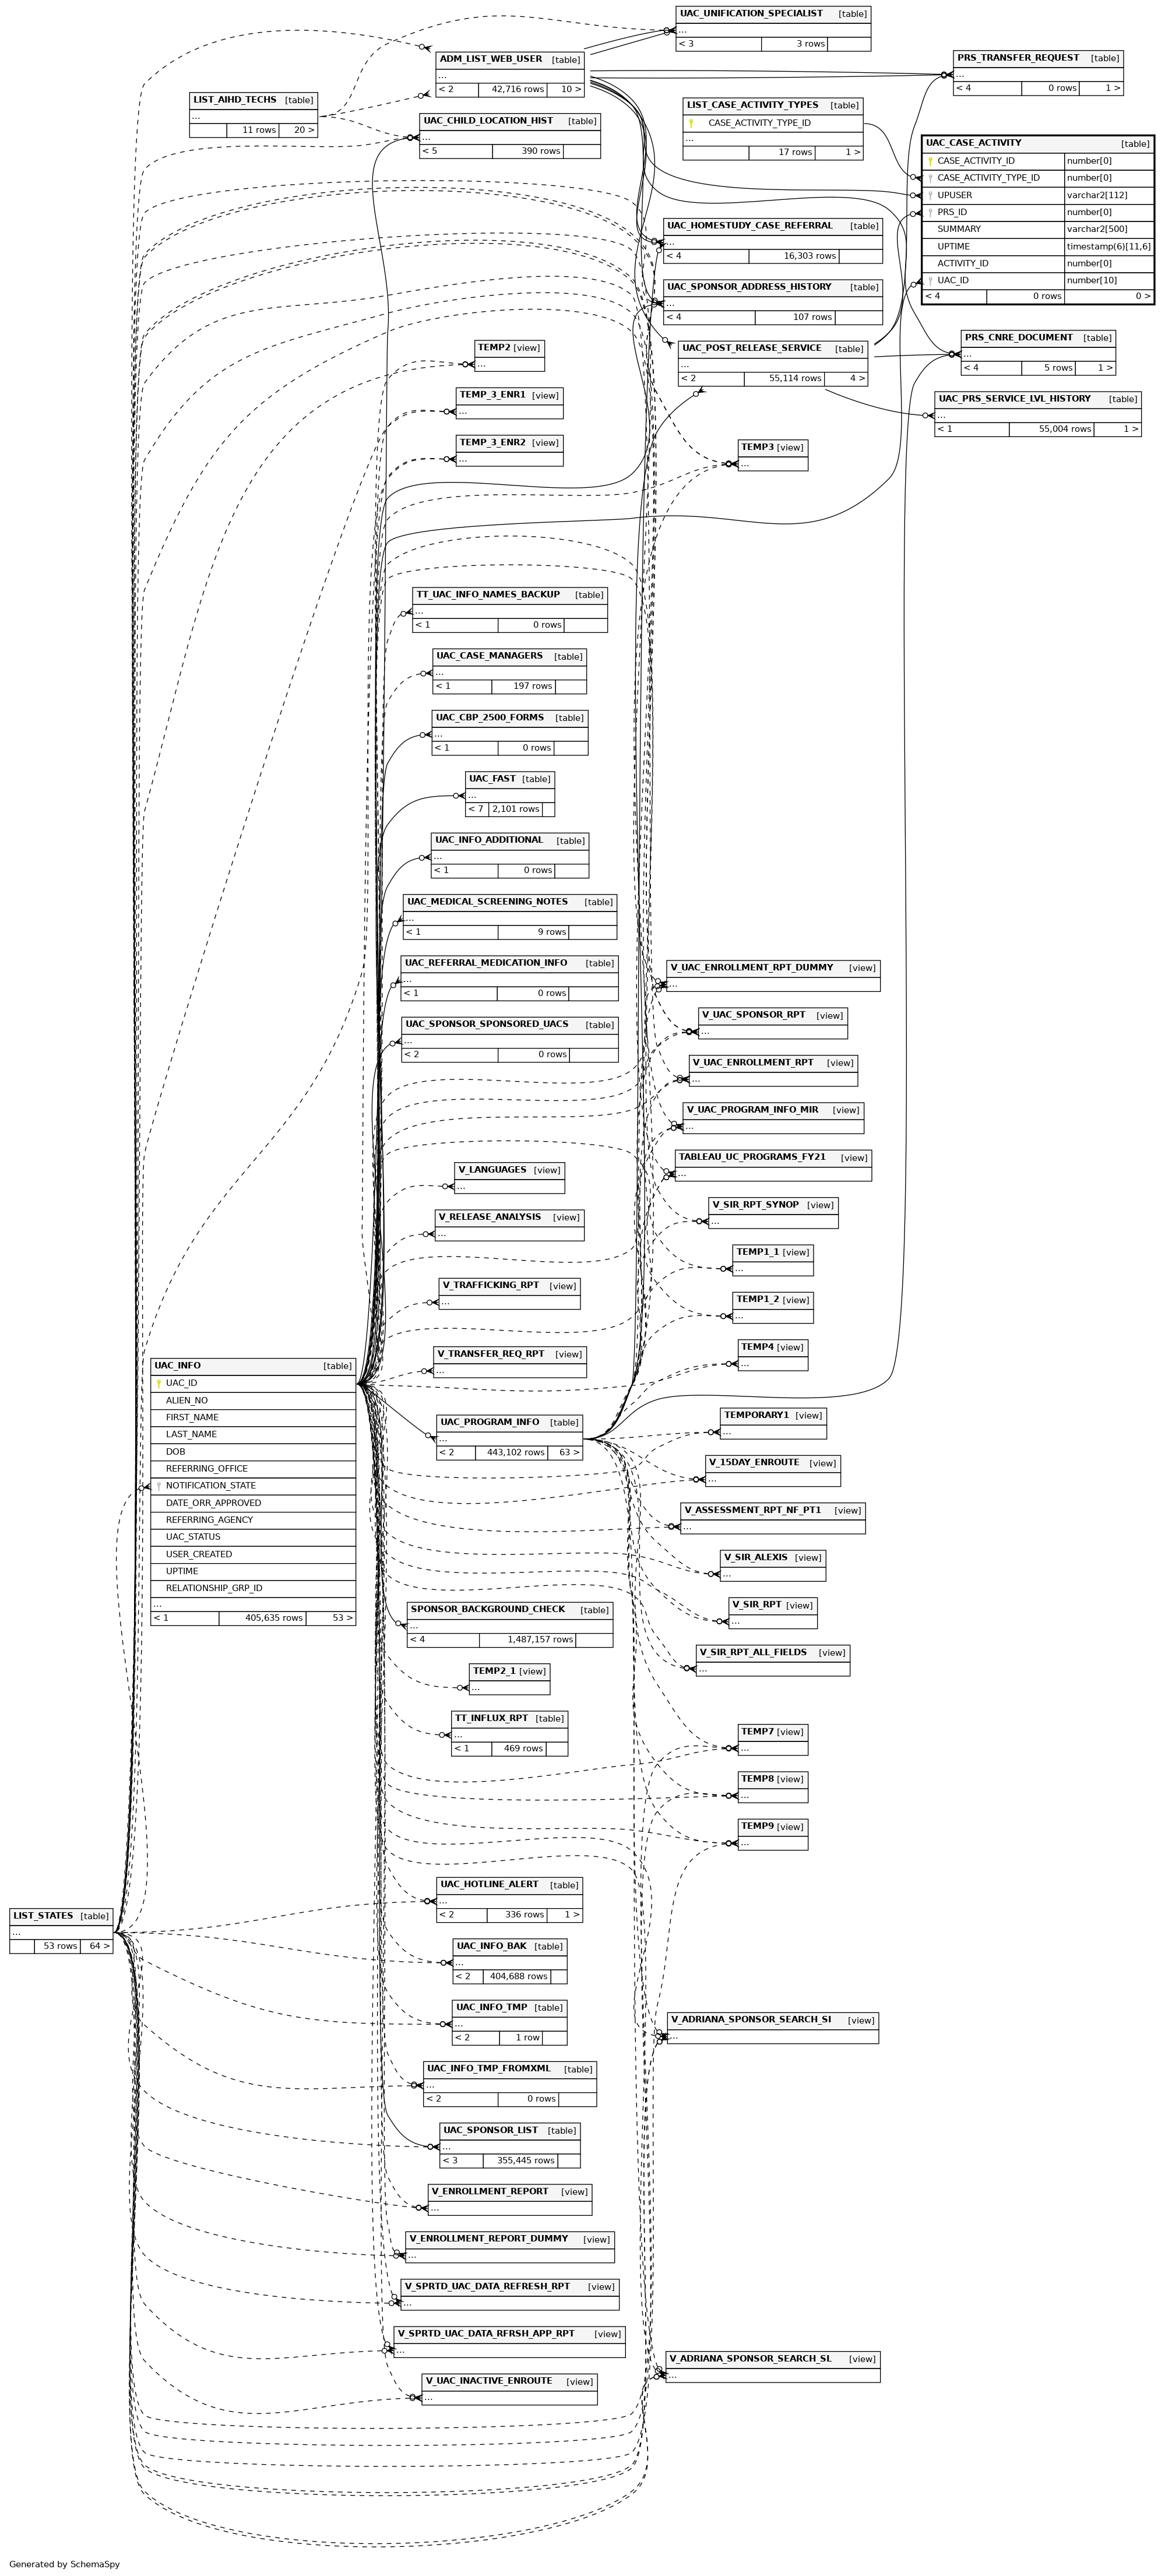 UAC_UNIFICATION_SPECIALIST [table]
...
< 3 3 rows
ADM_LIST_WEB_USER [table]
...
< 2 42,716 rows 10 >
PRS_TRANSFER_REQUEST [table]
...
< 4 0 rows 1 >
LIST_AIHD_TECHS [table]
...
11 rows 20 >
LIST_CASE_ACTIVITY_TYPES [table]
CASE_ACTIVITY_TYPE_ID
...
17 rows 1 >
UAC_CHILD_LOCATION_HIST [table]
...
< 5 390 rows
UAC_CASE_ACTIVITY [table]
CASE_ACTIVITY_ID number[0]
CASE_ACTIVITY_TYPE_ID number[0]
UPUSER varchar2[112]
PRS_ID number[0]
SUMMARY varchar2[500]
UPTIME timestamp(6)[11,6]
ACTIVITY_ID number[0]
UAC_ID number[10]
< 4 0 rows 0 >
UAC_HOMESTUDY_CASE_REFERRAL [table]
...
< 4 16,303 rows
UAC_SPONSOR_ADDRESS_HISTORY [table]
...
< 4 107 rows
PRS_CNRE_DOCUMENT [table]
...
< 4 5 rows 1 >
UAC_POST_RELEASE_SERVICE [table]
...
< 2 55,114 rows 4 >
TEMP2 [view]
...
TEMP_3_ENR1 [view]
...
UAC_PRS_SERVICE_LVL_HISTORY [table]
...
< 1 55,004 rows 1 >
TEMP_3_ENR2 [view]
...
TEMP3 [view]
...
TT_UAC_INFO_NAMES_BACKUP [table]
...
< 1 0 rows
UAC_CASE_MANAGERS [table]
...
< 1 197 rows
UAC_CBP_2500_FORMS [table]
...
< 1 0 rows
UAC_FAST [table]
...
< 7 2,101 rows
UAC_INFO_ADDITIONAL [table]
...
< 1 0 rows
UAC_MEDICAL_SCREENING_NOTES [table]
...
< 1 9 rows
UAC_REFERRAL_MEDICATION_INFO [table]
...
< 1 0 rows
V_UAC_ENROLLMENT_RPT_DUMMY [view]
...
V_UAC_SPONSOR_RPT [view]
...
UAC_SPONSOR_SPONSORED_UACS [table]
...
< 2 0 rows
V_UAC_ENROLLMENT_RPT [view]
...
V_UAC_PROGRAM_INFO_MIR [view]
...
TABLEAU_UC_PROGRAMS_FY21 [view]
...
V_LANGUAGES [view]
...
V_SIR_RPT_SYNOP [view]
...
V_RELEASE_ANALYSIS [view]
...
TEMP1_1 [view]
...
V_TRAFFICKING_RPT [view]
...
TEMP1_2 [view]
...
TEMP4 [view]
...
V_TRANSFER_REQ_RPT [view]
...
UAC_INFO [table]
UAC_ID
ALIEN_NO
FIRST_NAME
LAST_NAME
DOB
REFERRING_OFFICE
NOTIFICATION_STATE
DATE_ORR_APPROVED
REFERRING_AGENCY
UAC_STATUS
USER_CREATED
UPTIME
RELATIONSHIP_GRP_ID
...
< 1 405,635 rows 53 >
UAC_PROGRAM_INFO [table]
...
< 2 443,102 rows 63 >
TEMPORARY1 [view]
...
V_15DAY_ENROUTE [view]
...
V_ASSESSMENT_RPT_NF_PT1 [view]
...
V_SIR_ALEXIS [view]
...
V_SIR_RPT [view]
...
SPONSOR_BACKGROUND_CHECK [table]
...
< 4 1,487,157 rows
V_SIR_RPT_ALL_FIELDS [view]
...
TEMP2_1 [view]
...
TT_INFLUX_RPT [table]
...
< 1 469 rows
TEMP7 [view]
...
TEMP8 [view]
...
TEMP9 [view]
...
UAC_HOTLINE_ALERT [table]
...
< 2 336 rows 1 >
LIST_STATES [table]
...
53 rows 64 >
UAC_INFO_BAK [table]
...
< 2 404,688 rows
UAC_INFO_TMP [table]
...
< 2 1 row
V_ADRIANA_SPONSOR_SEARCH_SI [view]
...
UAC_INFO_TMP_FROMXML [table]
...
< 2 0 rows
UAC_SPONSOR_LIST [table]
...
< 3 355,445 rows
V_ENROLLMENT_REPORT [view]
...
V_ENROLLMENT_REPORT_DUMMY [view]
...
V_SPRTD_UAC_DATA_REFRESH_RPT [view]
...
V_SPRTD_UAC_DATA_RFRSH_APP_RPT [view]
...
V_ADRIANA_SPONSOR_SEARCH_SL [view]
...
V_UAC_INACTIVE_ENROUTE [view]
...
Generated by SchemaSpy